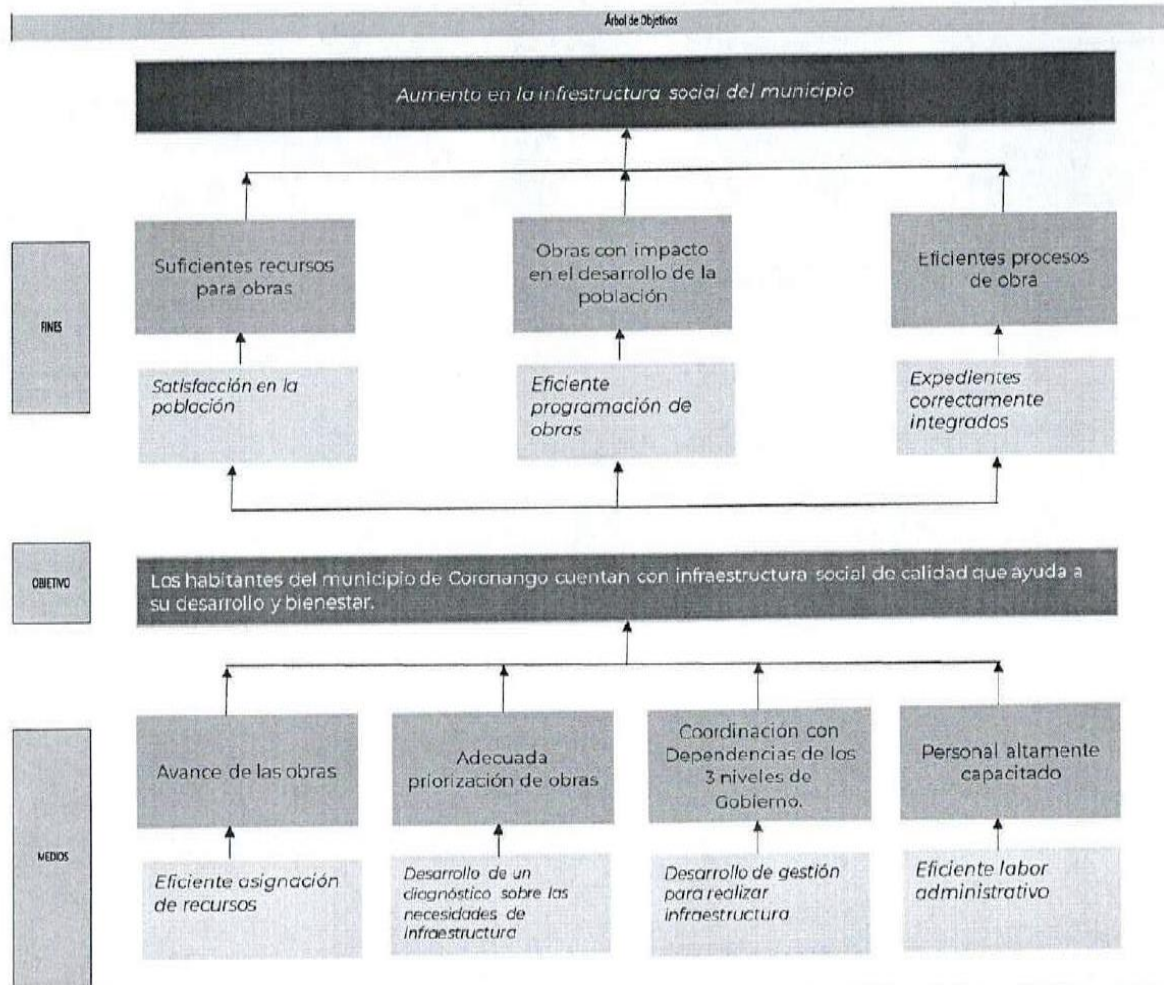 Árbol de Objetivos
Aumento en la infrestructura social del municipio
FINES
Suficientes recursos
para obras
Obras con impacto
en el desarrollo de la
población
Eficientes procesos
de obra
Satisfacción en la
población
Eficiente
programación de
obras
Expedientes
correctamente
integrados
OBJETIVO
Los habitantes del municipio de Coronango cuentan con infraestructura social de calidad que ayuda a
su desarrollo y bienestar.
MEDIOS
Avance de las obras
Adecuada
priorización de obras
Coordinación con
Dependencias de los
3 niveles de
Gobierno.
Personal altamente
capacitado
Eficiente asignación
de recursos
Desarrollo de un
diagnóstico sobre las
necesidades de
infraestructura
Desarrollo de gestión
para realizar
infraestructura
Eficiente labor
administrativo